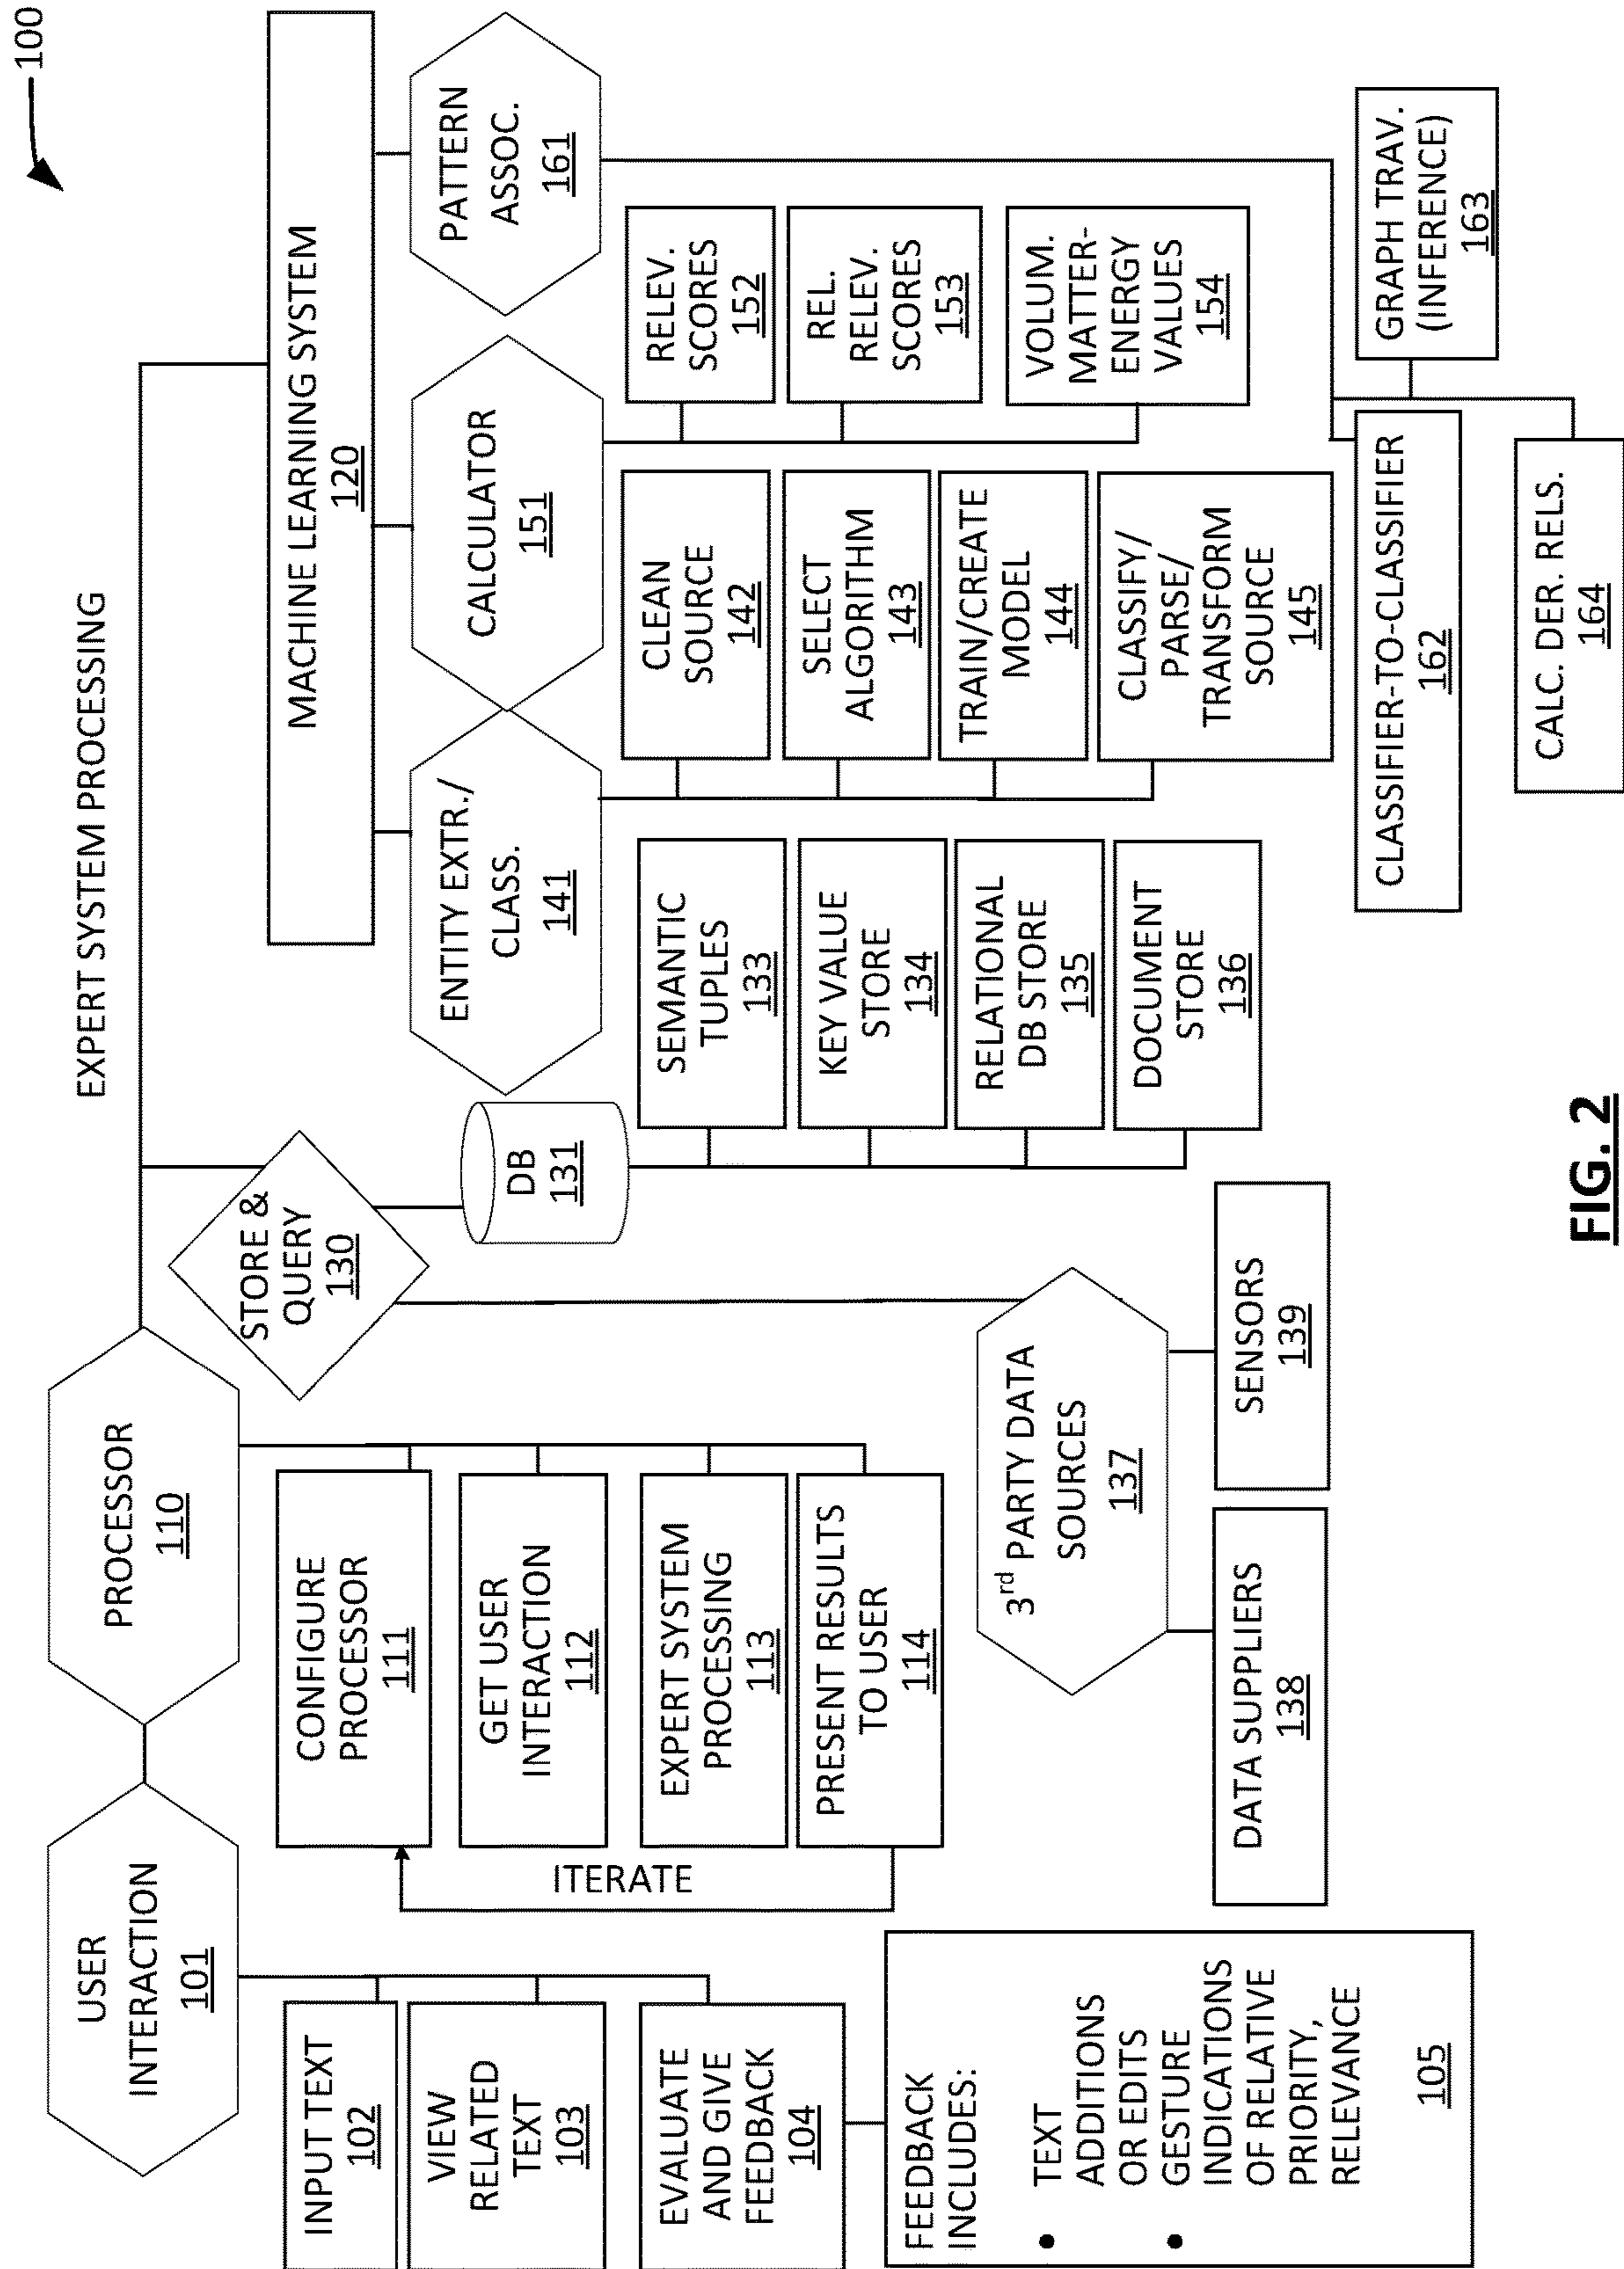 100
EXPERT SYSTEM PROCESSING
USER
INTERACTION
101
INPUT TEXT
102
VIEW
RELATED
TEXT
103
EVALUATE
AND GIVE
FEEDBACK
104
FEEDBACK
INCLUDES:
• TEXT
ADDITIONS
OR EDITS
• GESTURE
INDICATIONS
OF RELATIVE
PRIORITY,
RELEVANCE
105
PROCESSOR
110
CONFIGURE
PROCESSOR
111
GET USER
INTERACTION
112
EXPERT SYSTEM
PROCESSING
113
PRESENT RESULTS
TO USER
114
ITERATE
STORE &
QUERY
130
DB
131
SEMANTIC
TUPLES
133
KEY VALUE
STORE
134
RELATIONAL
DB STORE
135
DOCUMENT
STORE
136
3rd PARTY DATA
SOURCES
137
DATA SUPPLIERS
138
SENSORS
139
MACHINE LEARNING SYSTEM
120
ENTITY EXTR./
CLASS.
141
CLEAN
SOURCE
142
SELECT
ALGORITHM
143
TRAIN/CREATE
MODEL
144
CLASSIFY/
PARSE/
TRANSFORM
SOURCE
145
CALCULATOR
151
RELEV.
SCORES
152
REL.
RELEV.
SCORES
153
VOLUM.
MATTER-
ENERGY
VALUES
154
PATTERN
ASSOC.
161
CLASSIFIER-TO-CLASSIFIER
162
GRAPH TRAV.
(INFERENCE)
163
CALC. DER. RELS.
164
FIG. 2